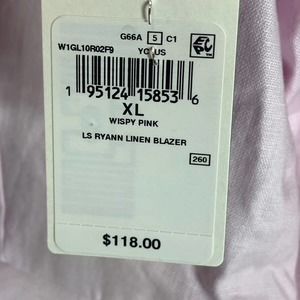 G66A 5 C1
W1GL10R02F9 YC US
1 95124 15853 6
XL
WISPY PINK
LS RYANN LINEN BLAZER
260
$118.00